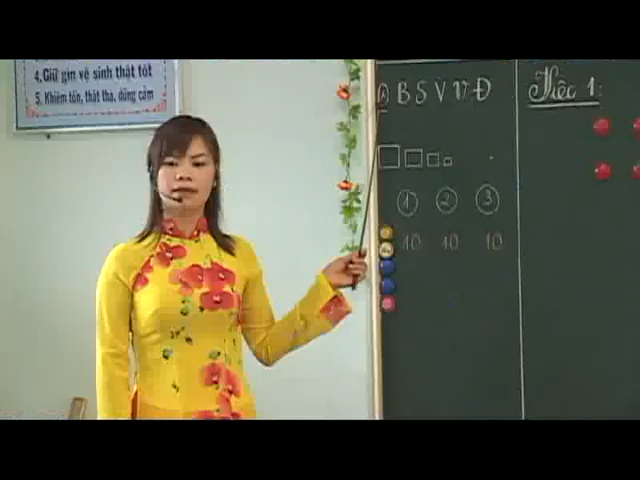 4. Giữ gìn vệ sinh thật tốt
5. Khiêm tốn, thật thà, dũng cảm
B S V Đ
Việc 1:
1 2 3
10 10 10